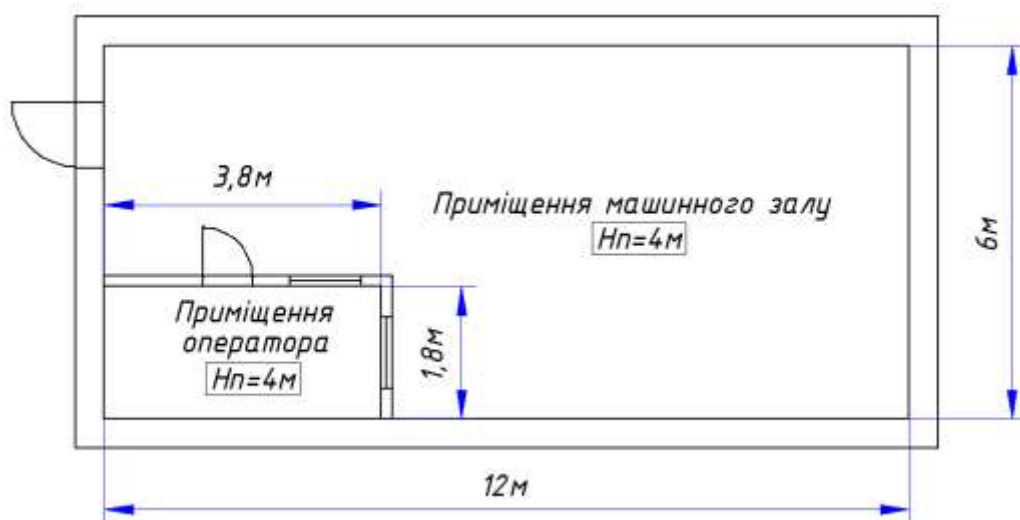 3,8м
Приміщення машинного залу
Нп=4м
6м
Приміщення
оператора
Нп=4м
1,8м
12м